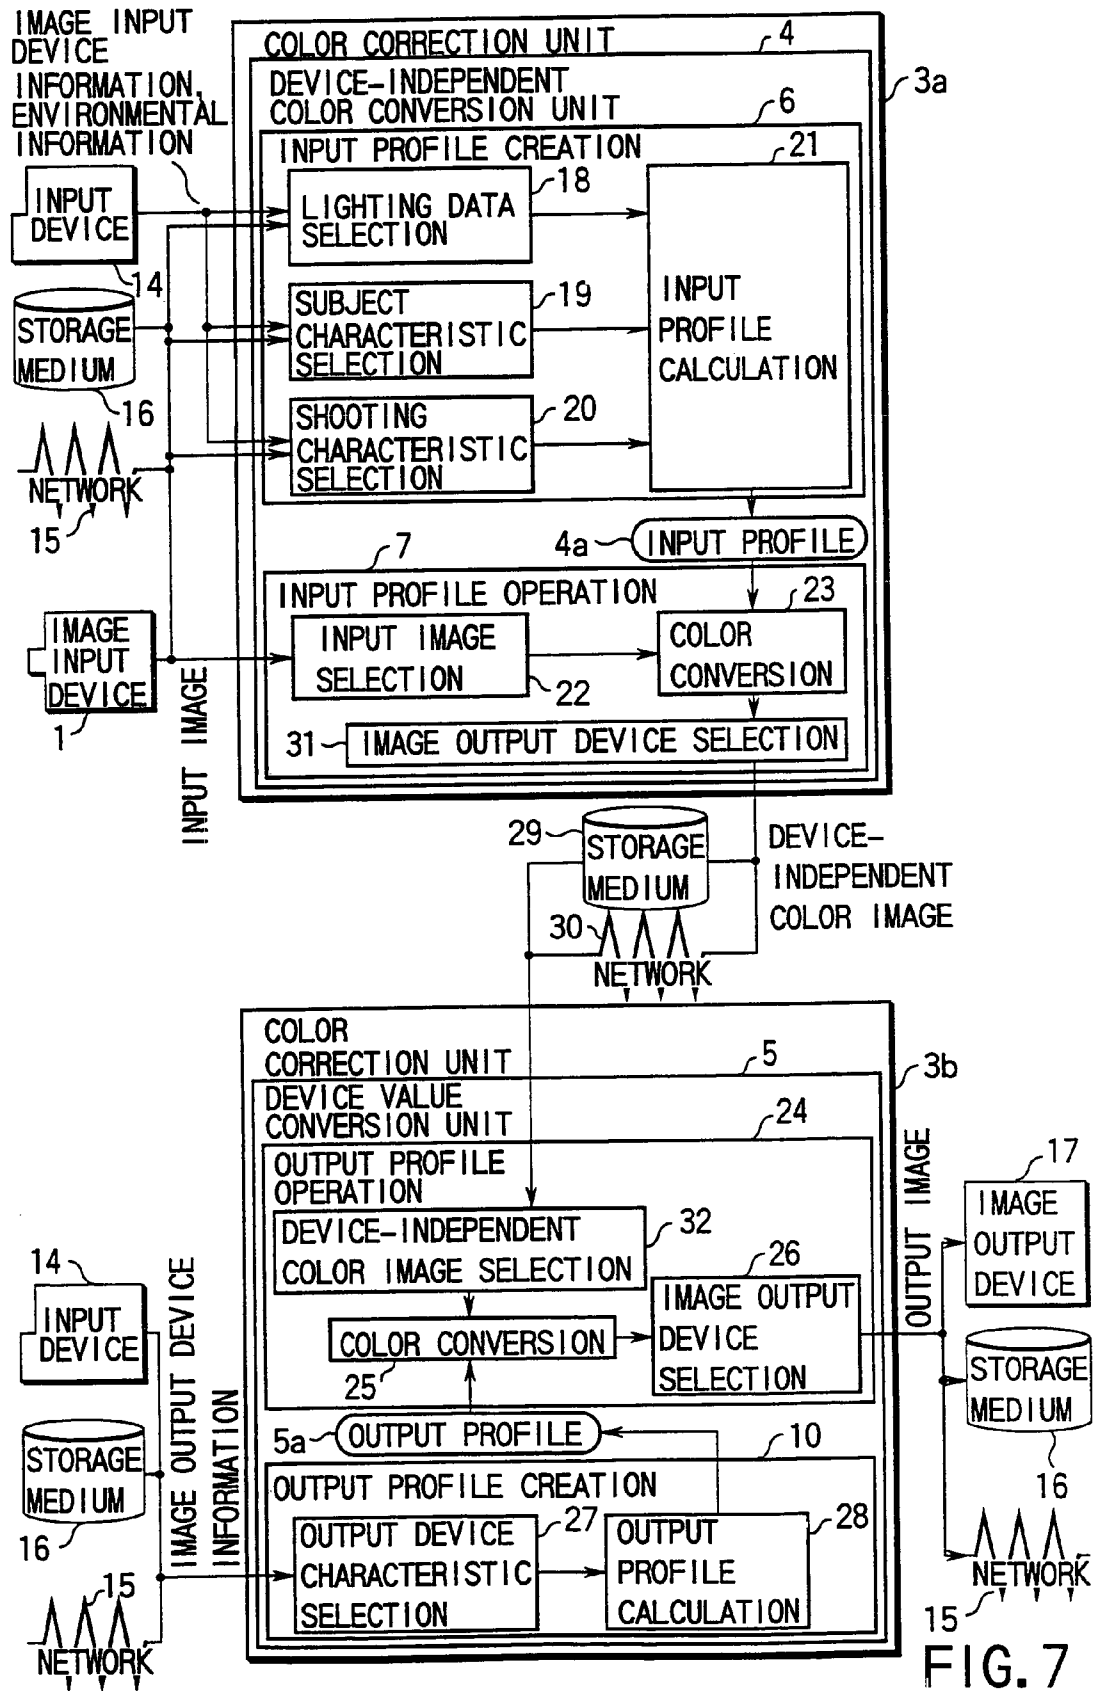 IMAGE INPUT
DEVICE
INFORMATION,
ENVIRONMENTAL
INFORMATION
COLOR CORRECTION UNIT
4
3a
DEVICE-INDEPENDENT
COLOR CONVERSION UNIT
6
INPUT PROFILE CREATION
21
INPUT
DEVICE
14
LIGHTING DATA
SELECTION
18
STORAGE
MEDIUM
16
SUBJECT
CHARACTERISTIC
SELECTION
19
INPUT
PROFILE
CALCULATION
SHOOTING
CHARACTERISTIC
SELECTION
20
NETWORK
15
4a
INPUT PROFILE
7
INPUT PROFILE OPERATION
23
IMAGE
INPUT
DEVICE
1
INPUT IMAGE
INPUT IMAGE
SELECTION
22
COLOR
CONVERSION
31
IMAGE OUTPUT DEVICE SELECTION
29
STORAGE
MEDIUM
DEVICE-
INDEPENDENT
COLOR IMAGE
30
NETWORK
COLOR
CORRECTION UNIT
5
3b
DEVICE VALUE
CONVERSION UNIT
24
OUTPUT PROFILE
OPERATION
DEVICE-INDEPENDENT
COLOR IMAGE SELECTION
32
26
IMAGE OUTPUT
DEVICE
SELECTION
COLOR CONVERSION
25
OUTPUT IMAGE
17
IMAGE
OUTPUT
DEVICE
STORAGE
MEDIUM
16
NETWORK
15
14
INPUT
DEVICE
STORAGE
MEDIUM
16
15
NETWORK
IMAGE OUTPUT DEVICE
INFORMATION
5a
OUTPUT PROFILE
10
OUTPUT PROFILE CREATION
OUTPUT DEVICE
CHARACTERISTIC
SELECTION
27
OUTPUT
PROFILE
CALCULATION
28
FIG. 7